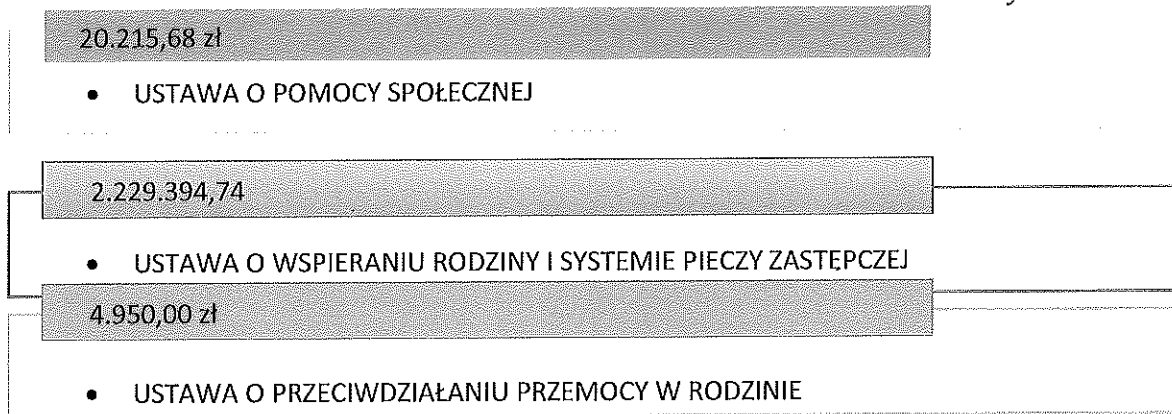 20.215,68 zł
• USTAWA O POMOCY SPOŁECZNEJ
2.229.394,74
• USTAWA O WSPIERANIU RODZINY I SYSTEMIE PIECZY ZASTĘPCZEJ
4.950,00 zł
• USTAWA O PRZECIWDZIAŁANIU PRZEMOCY W RODZINIE